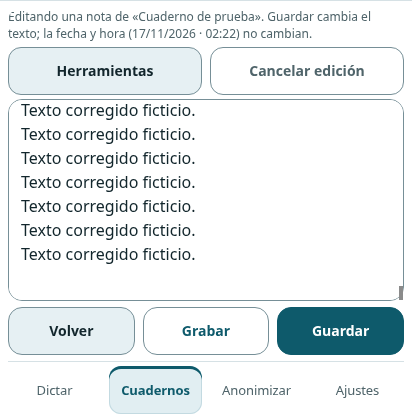 Editando una nota de «Cuaderno de prueba». Guardar cambia el
texto; la fecha y hora (17/11/2026 · 02:22) no cambian.
Herramientas
Cancelar edición
Texto corregido ficticio.
Texto corregido ficticio.
Texto corregido ficticio.
Texto corregido ficticio.
Texto corregido ficticio.
Texto corregido ficticio.
Texto corregido ficticio.
Volver
Grabar
Guardar
Dictar
Cuadernos
Anonimizar
Ajustes